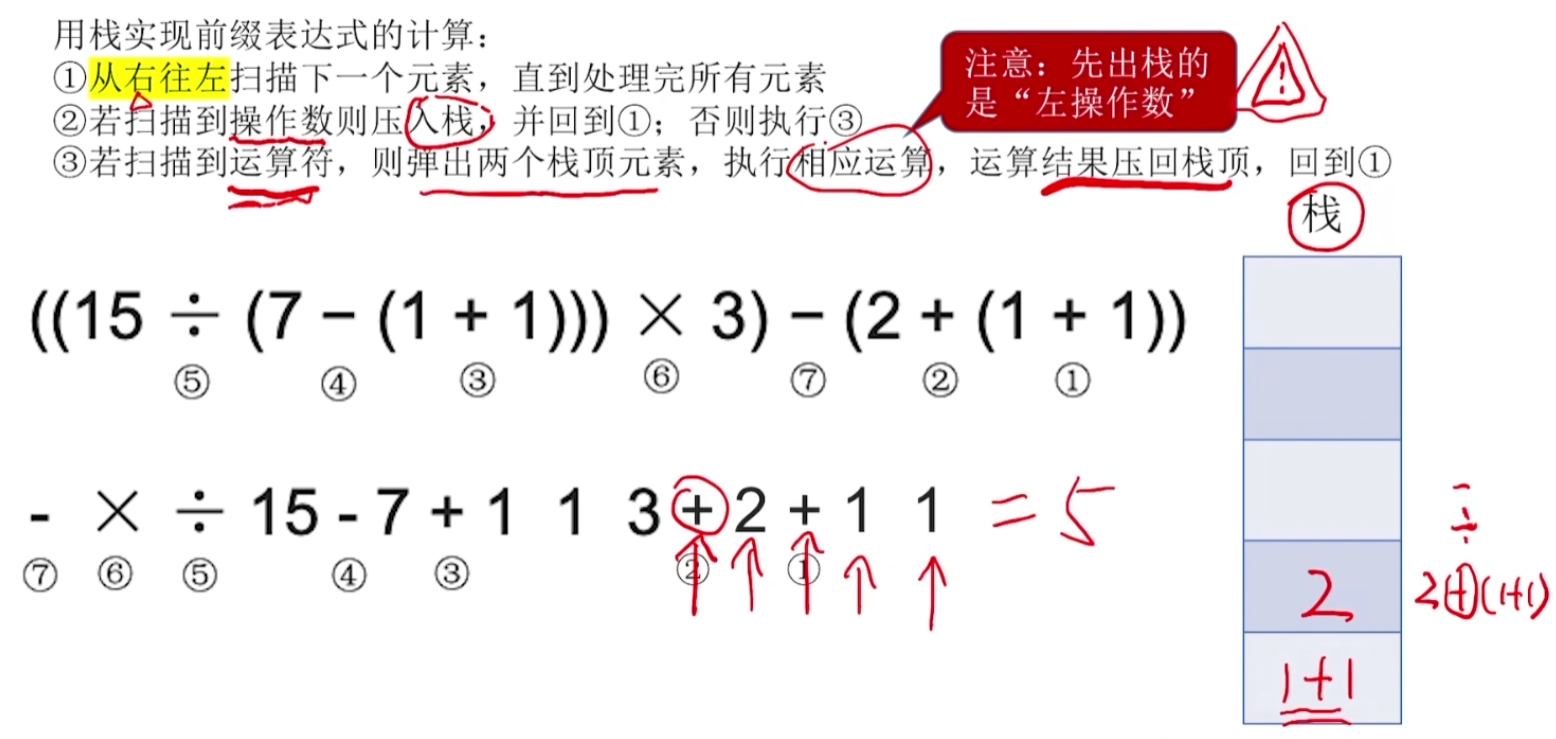 用栈实现前缀表达式的计算：
①从右往左扫描下一个元素，直到处理完所有元素
②若扫描到操作数则压入栈，并回到①；否则执行③
③若扫描到运算符，则弹出两个栈顶元素，执行相应运算，运算结果压回栈顶，回到①
注意：先出栈的
是“左操作数”
栈
((15 ÷ (7 − (1 + 1))) × 3) − (2 + (1 + 1))
⑤ ④ ③ ⑥ ⑦ ② ①
- × ÷ 15 - 7 + 1 1 3 + 2 + 1 1 = 5
⑦ ⑥ ⑤ ④ ③ ② ①
-
÷
2 2+(1+1)
1+1